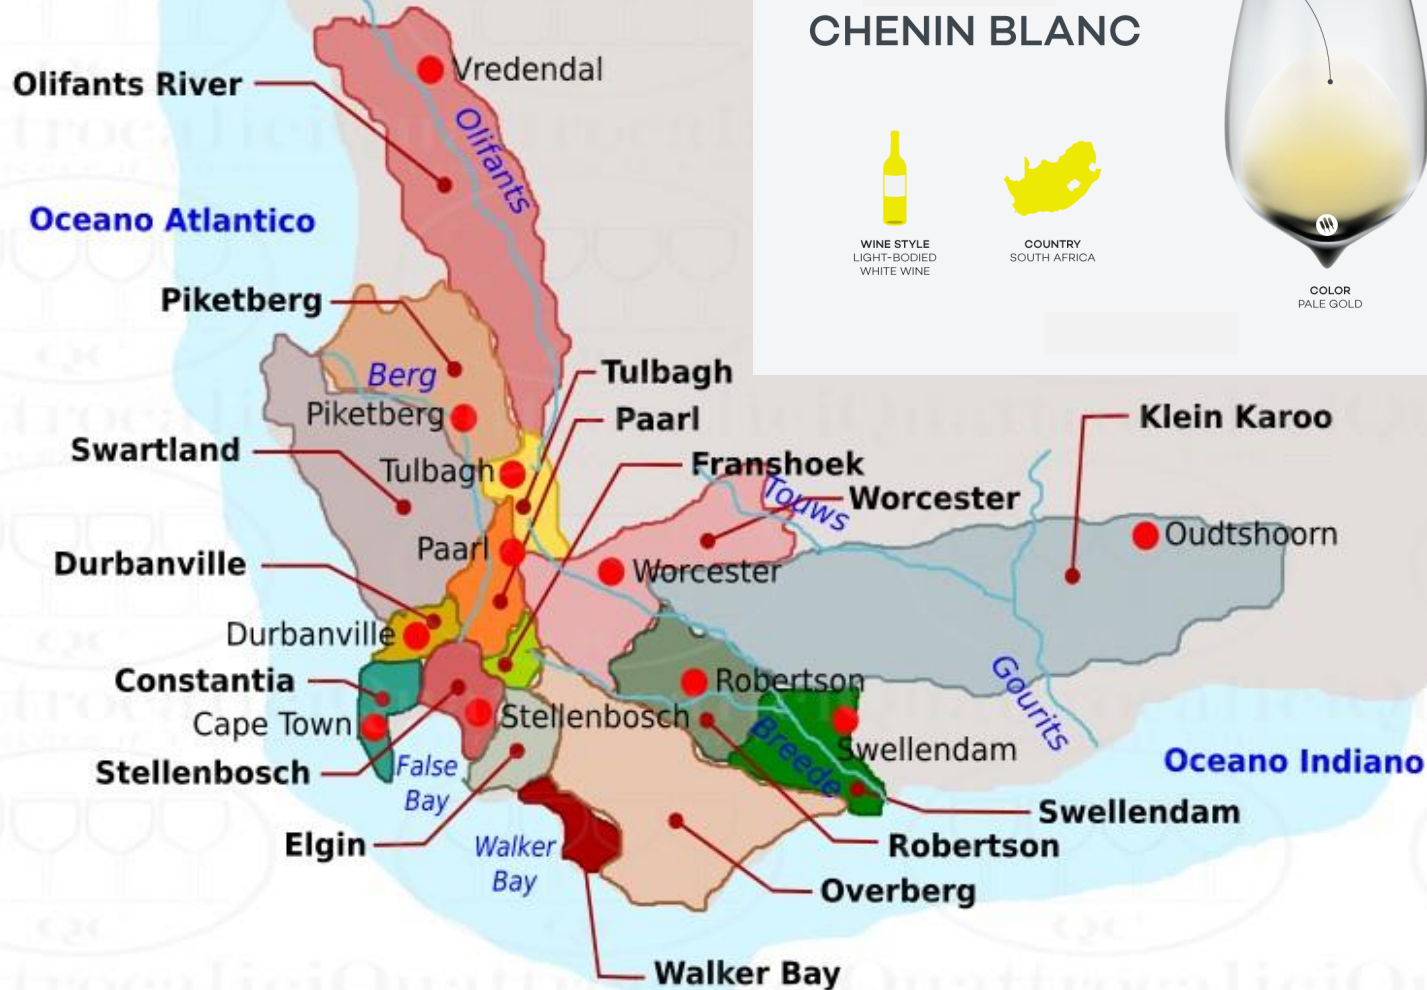 CHENIN BLANC
WINE STYLE
LIGHT-BODIED
WHITE WINE
COUNTRY
SOUTH AFRICA
COLOR
PALE GOLD
Vredendal
Olifants River
Olifants
Oceano Atlantico
Piketberg
Berg
Tulbagh
Piketberg
Paarl
Klein Karoo
Swartland
Tulbagh
Franshoek
Touws
Worcester
Oudtshoorn
Paarl
Durbanville
Worcester
Durbanville
Constantia
Robertson
Gourits
Cape Town
Stellenbosch
Breede
Swellendam
Stellenbosch
False
Bay
Oceano Indiano
Swellendam
Elgin
Walker
Bay
Robertson
Overberg
Walker Bay